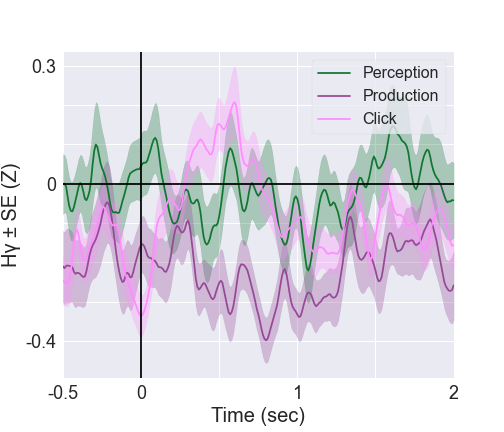 Perception
Production
Click
0.3
0
-0.4
Hγ ± SE (Z)
-0.5
0
1
2
Time (sec)